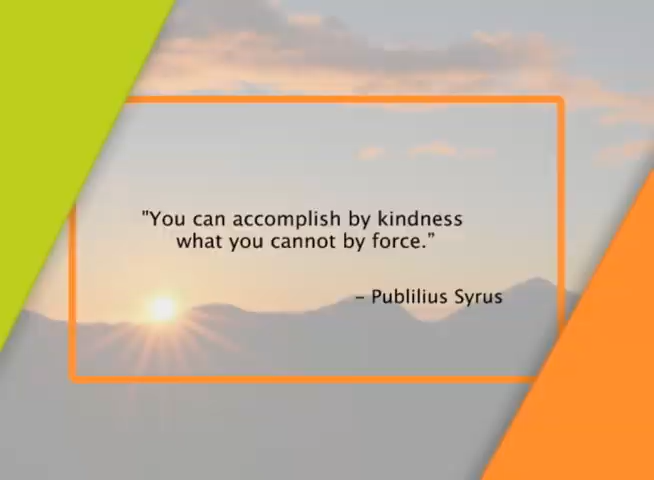 "You can accomplish by kindness
what you cannot by force.”
– Publilius Syrus